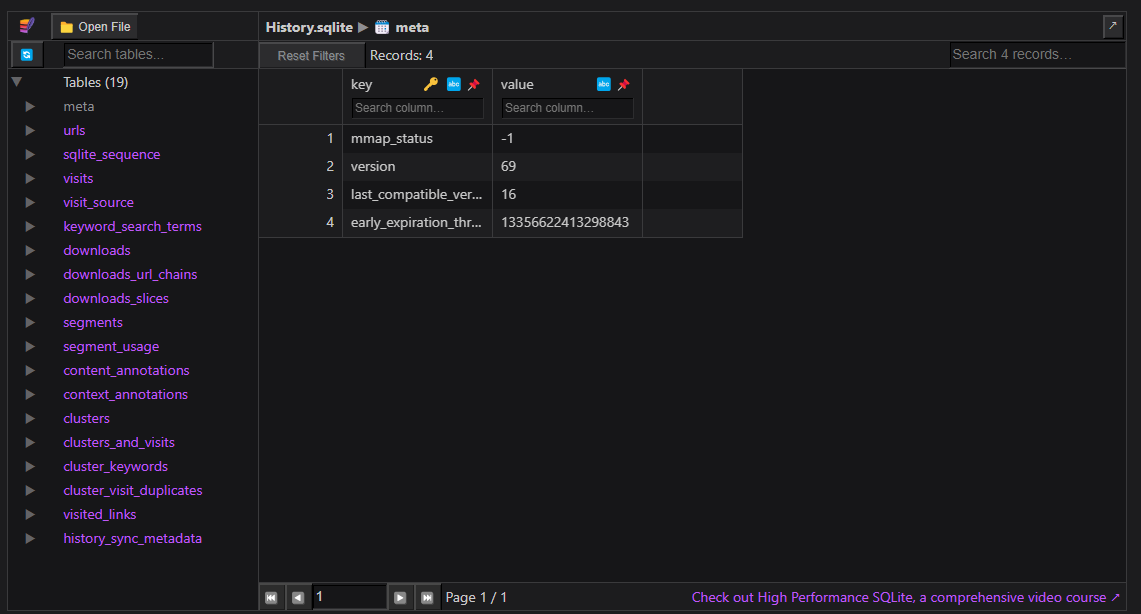 Open File
History.sqlite ▶ meta
Search tables...
Reset Filters Records: 4
Search 4 records...
Tables (19)
meta
urls
sqlite_sequence
visits
visit_source
keyword_search_terms
downloads
downloads_url_chains
downloads_slices
segments
segment_usage
content_annotations
context_annotations
clusters
clusters_and_visits
cluster_keywords
cluster_visit_duplicates
visited_links
history_sync_metadata
key abc value abc
Search column... Search column...
1 mmap_status -1
2 version 69
3 last_compatible_ver... 16
4 early_expiration_thr... 13356622413298843
1 Page 1 / 1
Check out High Performance SQLite, a comprehensive video course ↗